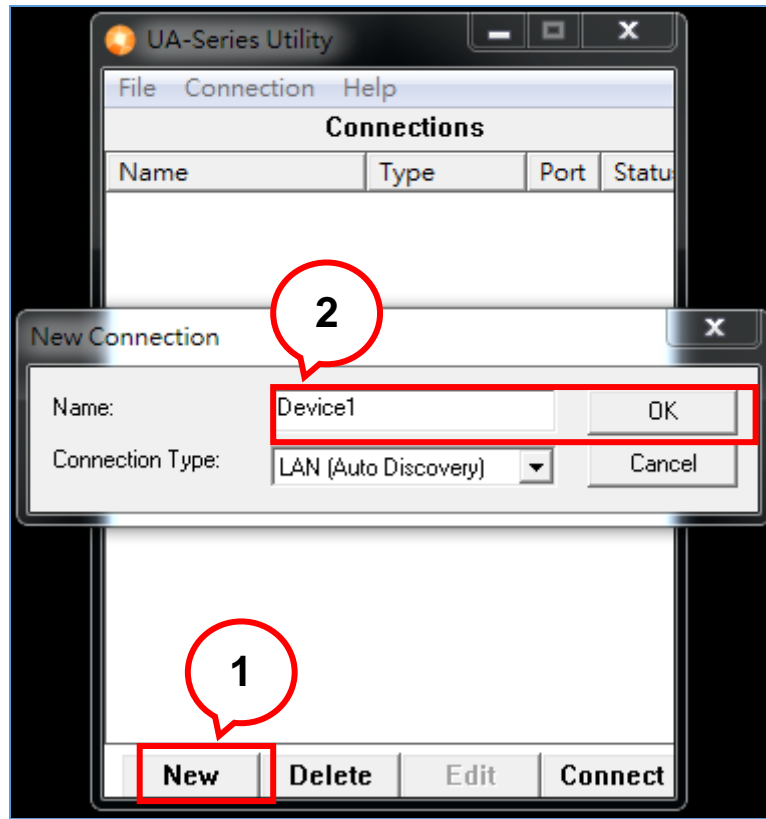 UA-Series Utility
File Connection Help
Connections
Name Type Port Statu
2
New Connection
Name: Device1 OK
Connection Type: LAN (Auto Discovery) Cancel
1
New Delete Edit Connect